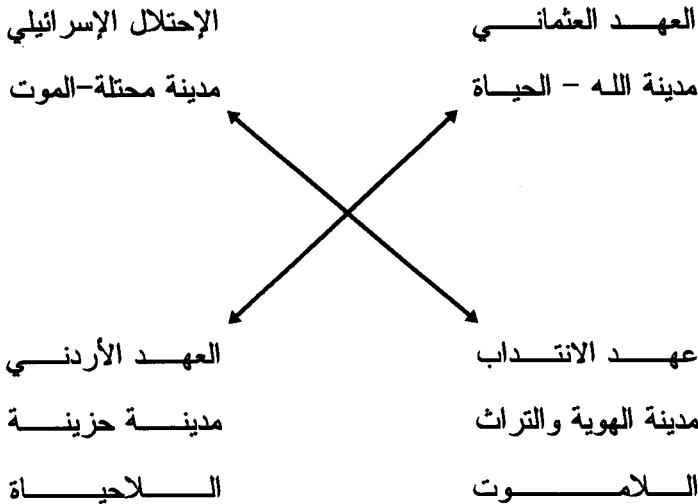 العهد العثماني
مدينة الله – الحياة
الإحتلال الإسرائيلي
مدينة محتلة–الموت
عهد الانتداب
مدينة الهوية والتراث
اللاموت
العهد الأردني
مدينة حزينة
اللاحياة